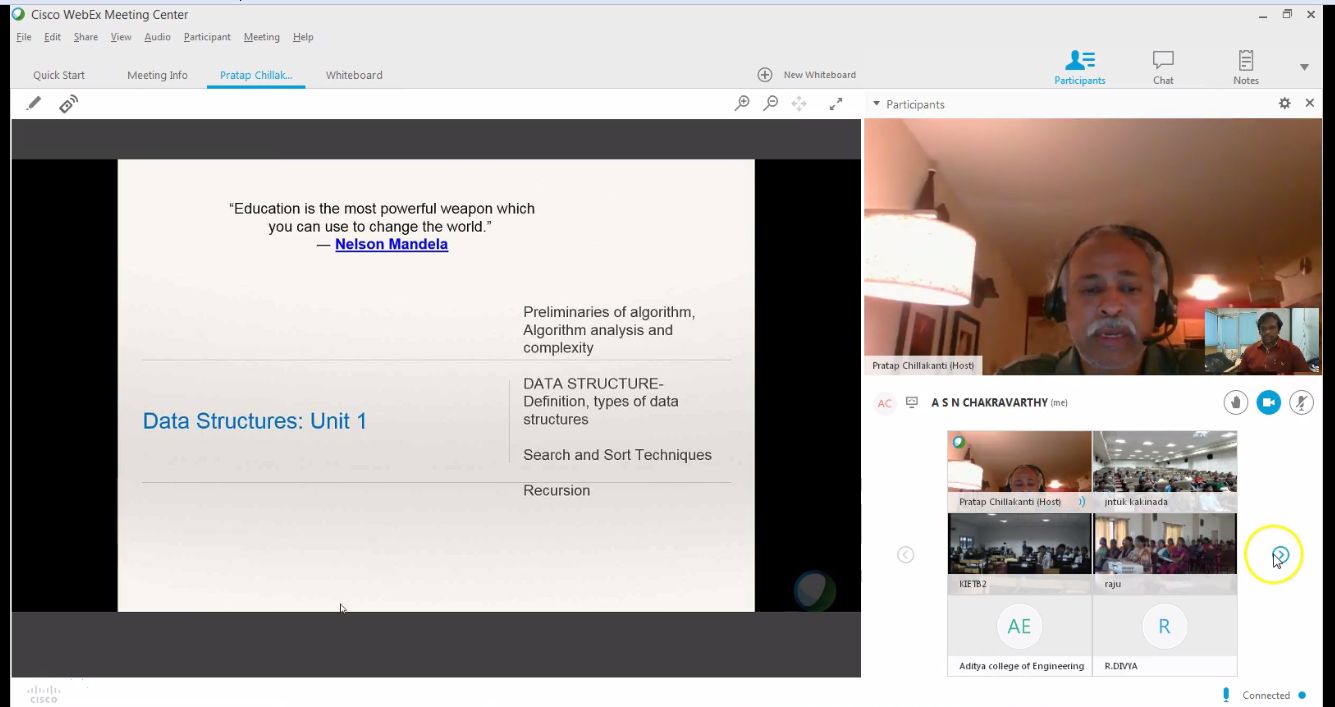 Cisco WebEx Meeting Center
File Edit Share View Audio Participant Meeting Help
Quick Start Meeting Info Pratap Chillak... Whiteboard
New Whiteboard
Participants Chat Notes
Participants
“Education is the most powerful weapon which
you can use to change the world.”
— Nelson Mandela
Preliminaries of algorithm,
Algorithm analysis and
complexity
DATA STRUCTURE-
Definition, types of data
structures
Search and Sort Techniques
Recursion
Data Structures: Unit 1
Pratap Chillakanti (Host)
AC A S N CHAKRAVARTHY (me)
Pratap Chillakanti (Host) jntuk kakinada
KIETB2 raju
AE R
Aditya college of Engineering R.DIVYA
CISCO
Connected